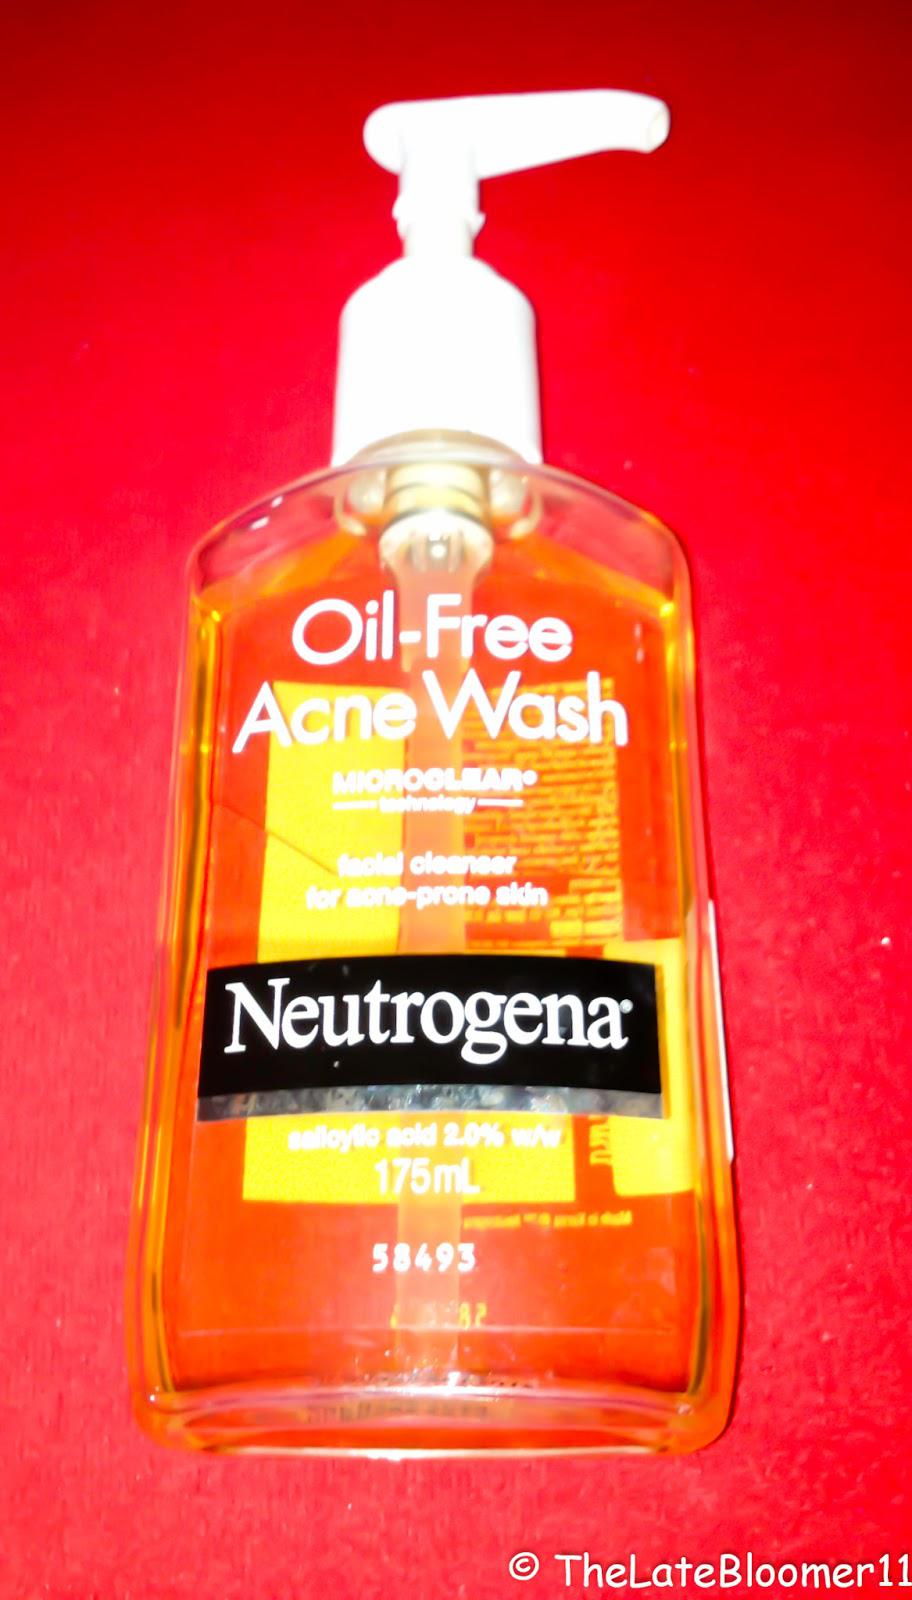 Oil-Free
Acne Wash
MICROCLEAR®
technology
facial cleanser
for acne-prone skin
Neutrogena®
salicylic acid 2.0% w/w
175mL
58493
© TheLateBloomer11